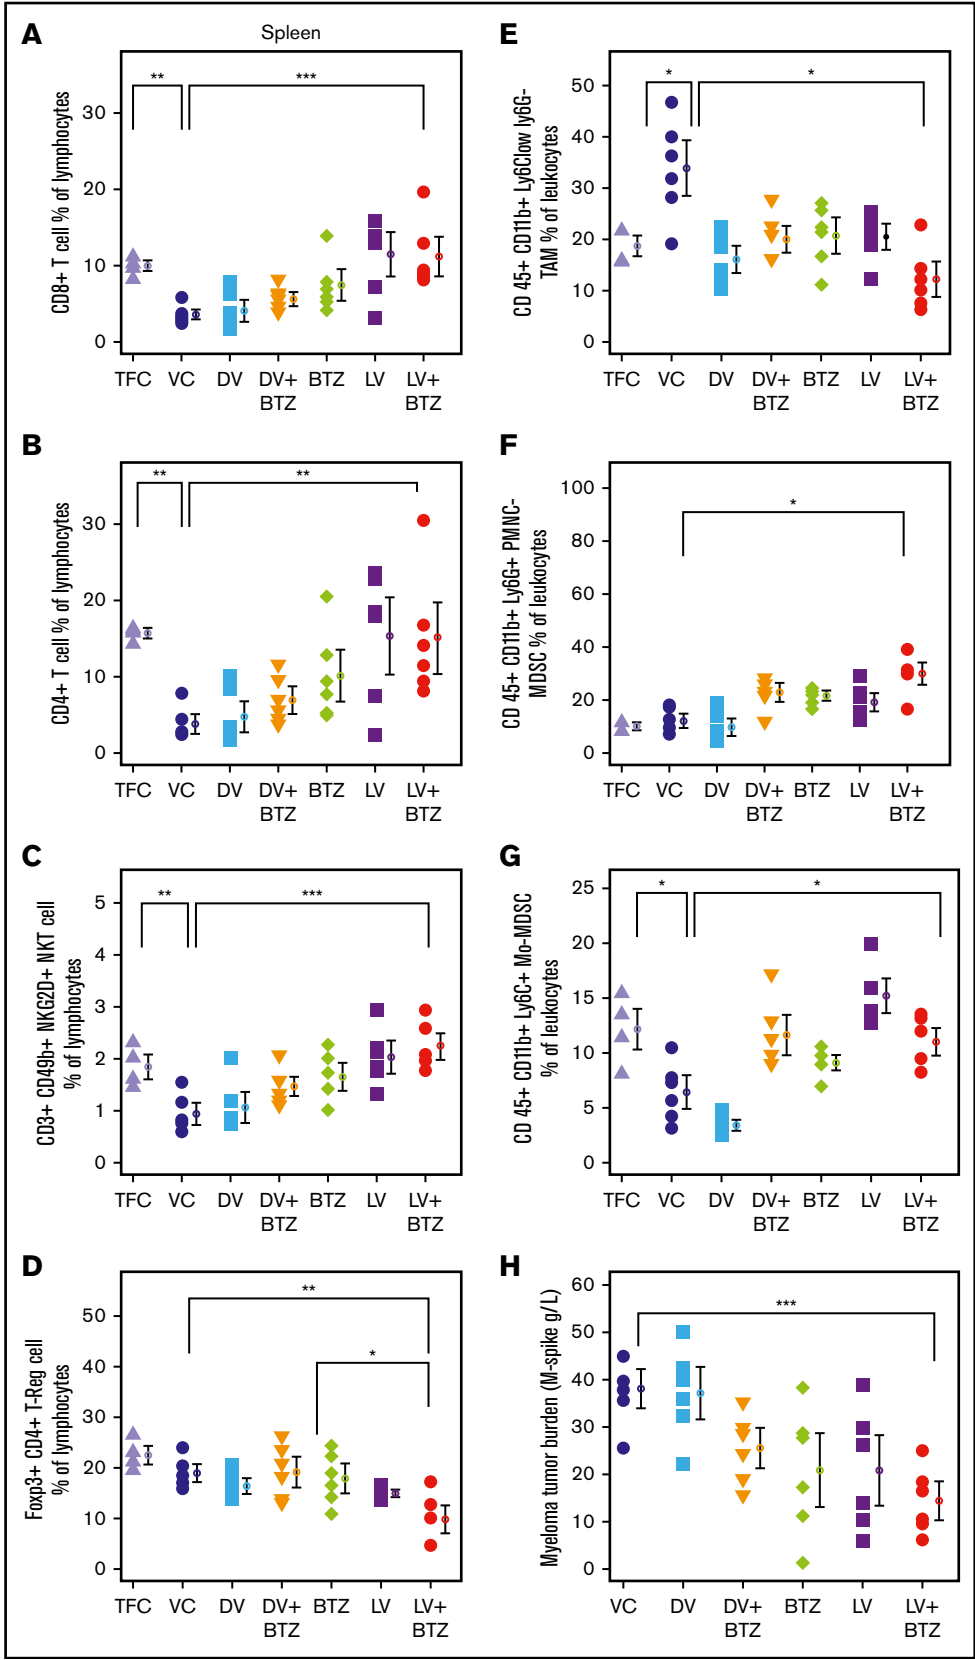 A
Spleen
CD8+ T cell % of lymphocytes
** ***
30
20
10
0
TFC VC DV DV+ BTZ LV LV+
BTZ BTZ
B
CD4+ T cell % of lymphocytes
** **
30
20
10
0
TFC VC DV DV+ BTZ LV LV+
BTZ BTZ
C
CD3+ CD49b+ NKG2D+ NKT cell
% of lymphocytes
** ***
5
4
3
2
1
0
TFC VC DV DV+ BTZ LV LV+
BTZ BTZ
D
Foxp3+ CD4+ T-Reg cell
% of lymphocytes
**
*
50
40
30
20
10
0
TFC VC DV DV+ BTZ LV LV+
BTZ BTZ
E
CD 45+ CD11b+ Ly6Clow ly6G-
TAM % of leukocytes
* *
50
40
30
20
10
0
TFC VC DV DV+ BTZ LV LV+
BTZ BTZ
F
CD 45+ CD11b+ Ly6G+ PMNC-
MDSC % of leukocytes
*
100
80
60
40
20
0
TFC VC DV DV+ BTZ LV LV+
BTZ BTZ
G
CD 45+ CD11b+ Ly6C+ Mo-MDSC
% of leukocytes
* *
25
20
15
10
5
0
TFC VC DV DV+ BTZ LV LV+
BTZ BTZ
H
Myeloma tumor burden (M-spike g/L)
***
60
50
40
30
20
10
0
VC DV DV+ BTZ LV LV+
BTZ BTZ